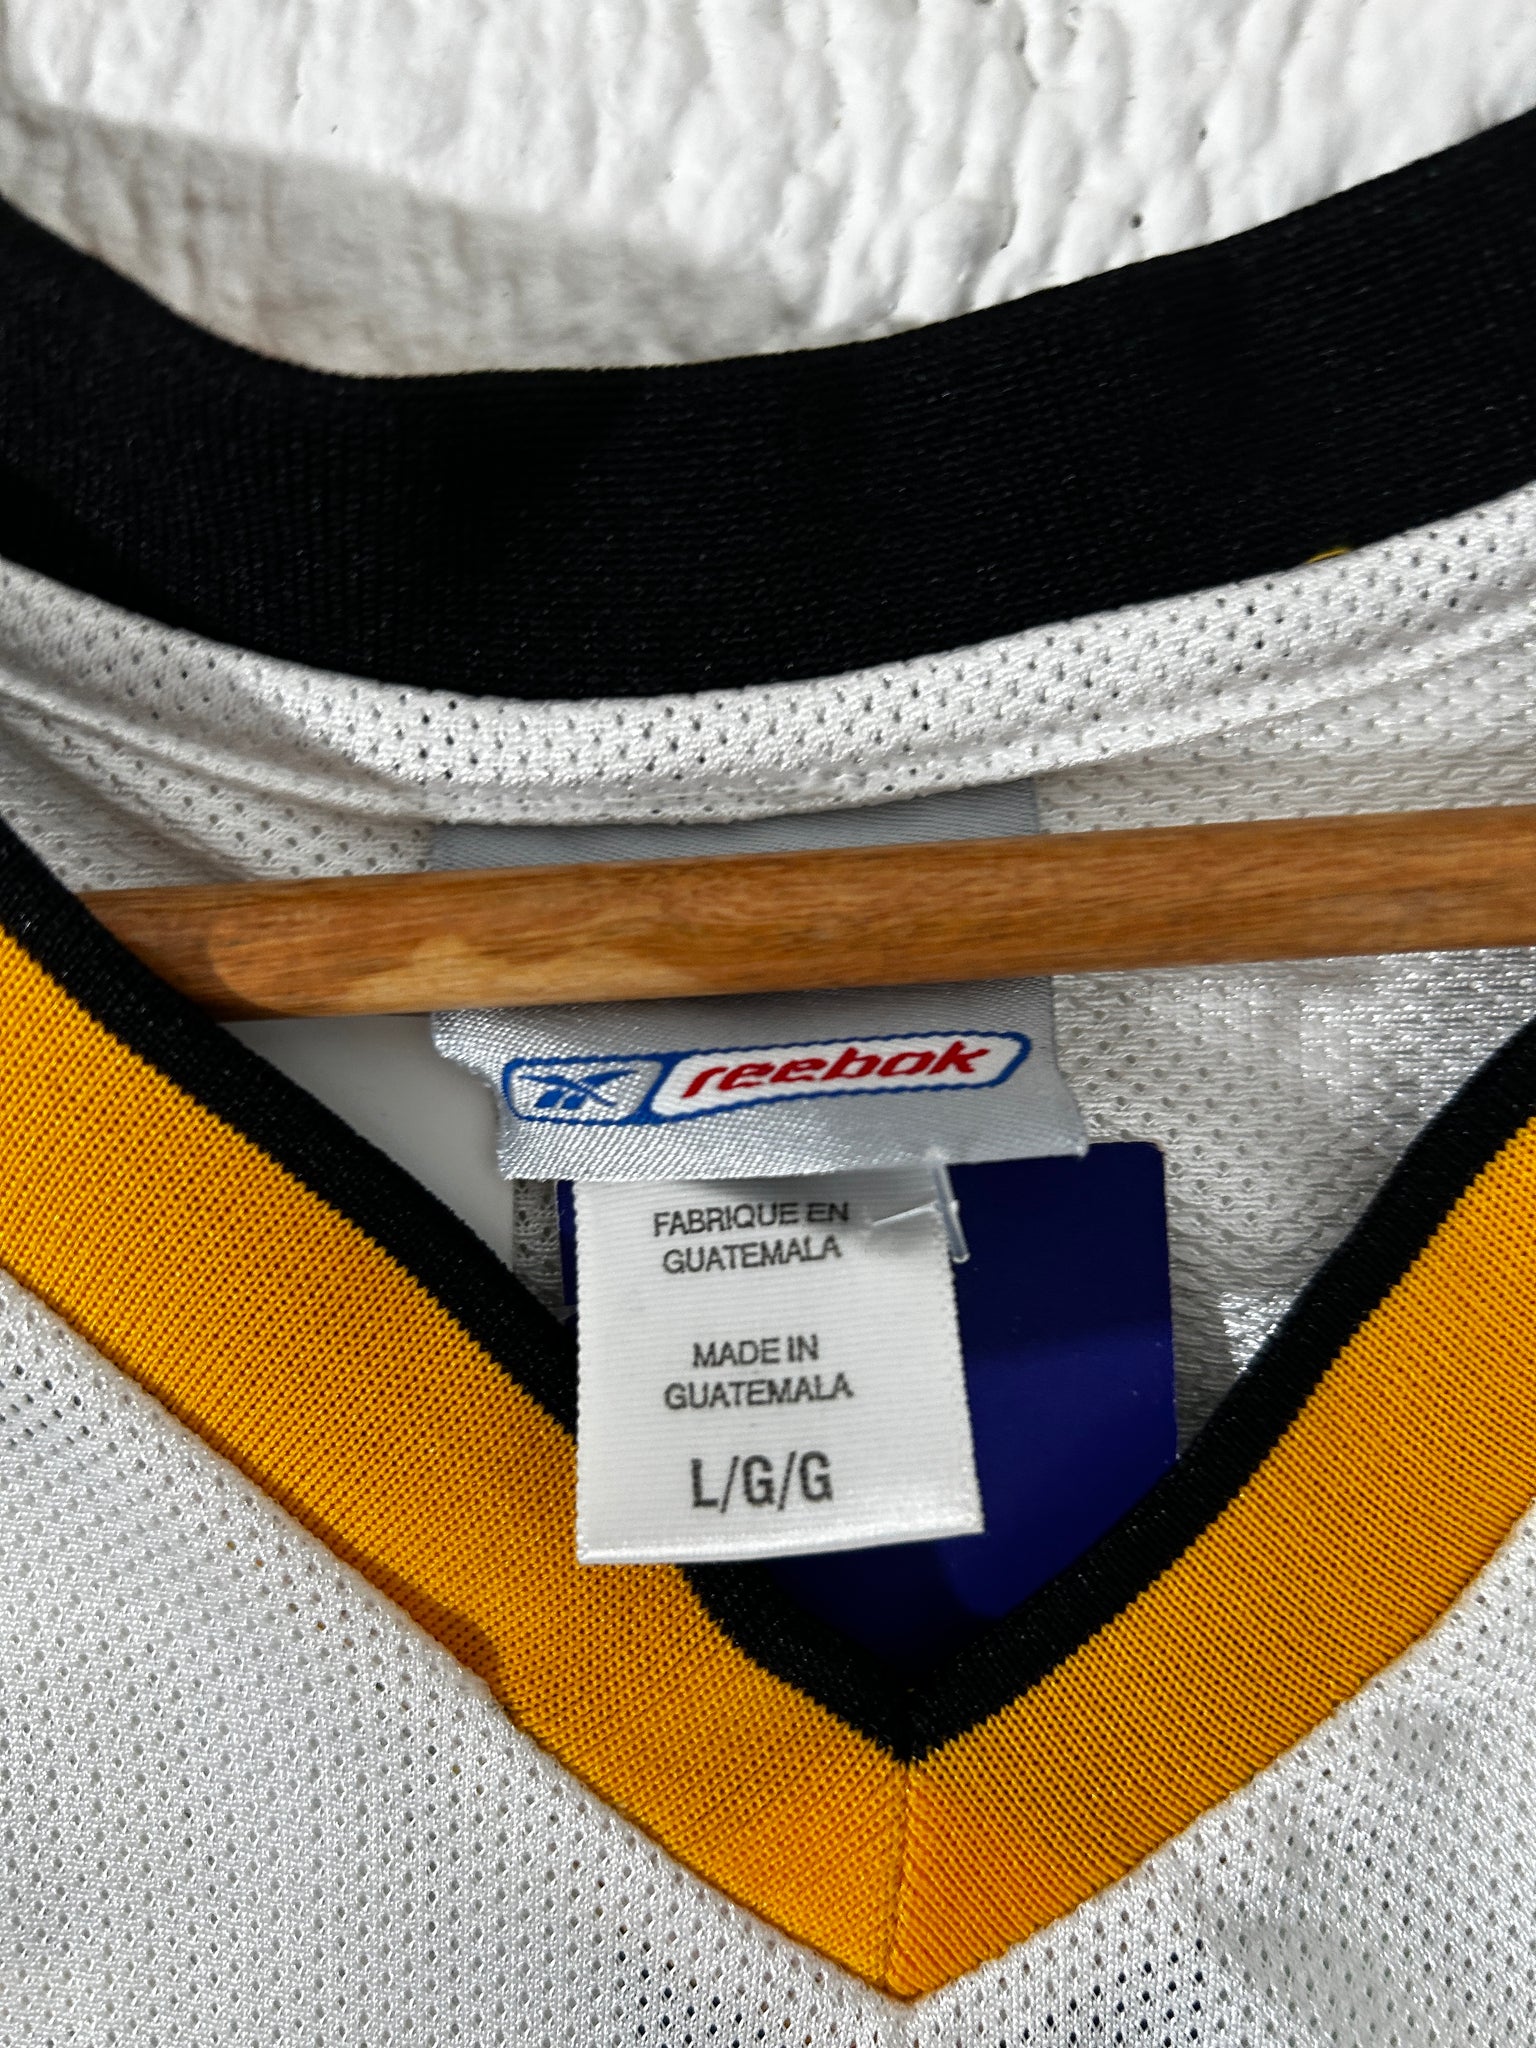 reebok
FABRIQUE EN
GUATEMALA
MADE IN
GUATEMALA
L/G/G